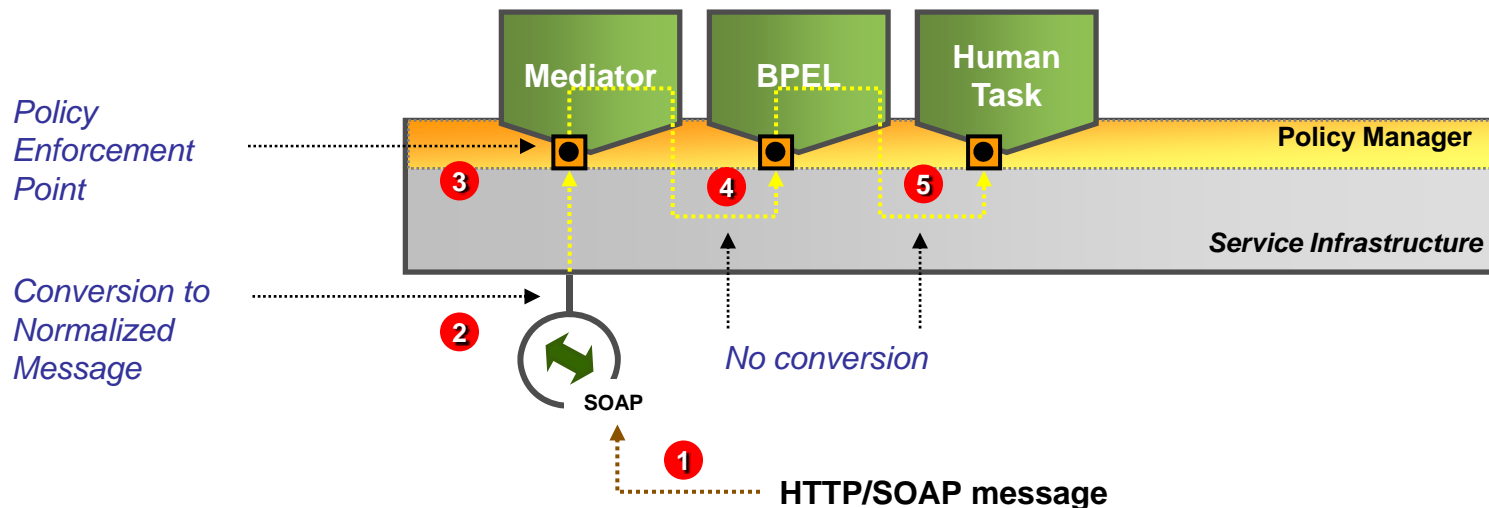 Mediator
BPEL
Human
Task
Policy
Enforcement
Point
Policy Manager
3
4
5
Service Infrastructure
Conversion to
Normalized
Message
2
No conversion
SOAP
1
HTTP/SOAP message